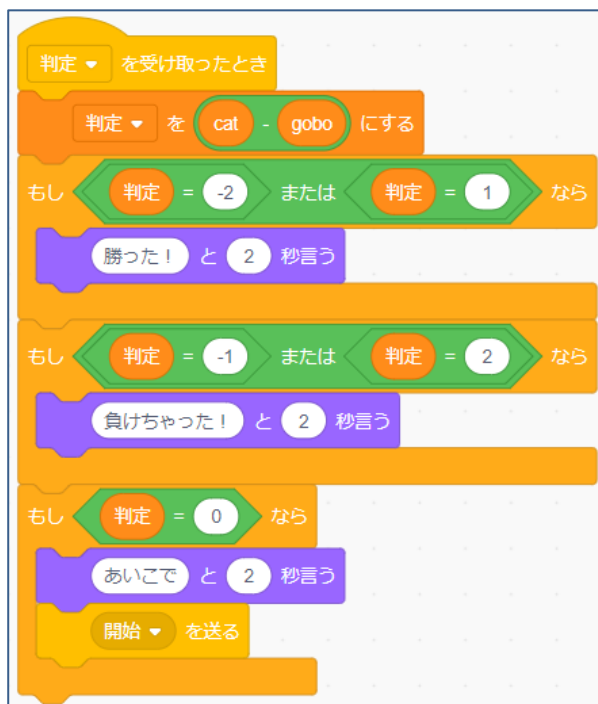 判定 を受け取ったとき
判定 を cat - gobo にする
もし 判定 = -2 または 判定 = 1 なら
勝った! と 2 秒言う
もし 判定 = -1 または 判定 = 2 なら
負けちゃった! と 2 秒言う
もし 判定 = 0 なら
あいこで と 2 秒言う
開始 を送る